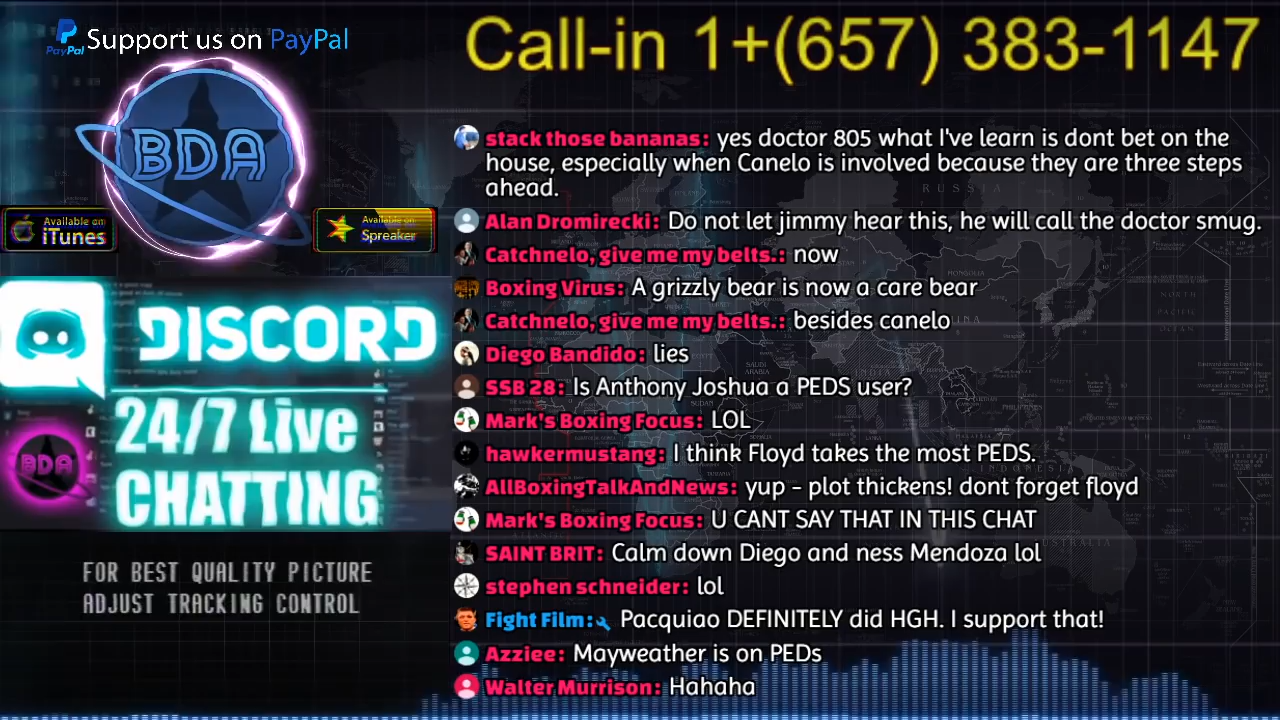 PayPal
Support us on PayPal
Call-in 1+(657) 383-1147
BDA
Available on
iTunes
Available on
Spreaker
DISCORD
24/7 Live
CHATTING
BDA
FOR BEST QUALITY PICTURE
ADJUST TRACKING CONTROL
stack those bananas: yes doctor 805 what I've learn is dont bet on the
house, especially when Canelo is involved because they are three steps
ahead.
Alan Dromirecki: Do not let jimmy hear this, he will call the doctor smug.
Catchnelo, give me my belts.: now
Boxing Virus: A grizzly bear is now a care bear
Catchnelo, give me my belts.: besides canelo
Diego Bandido: lies
SSB 28: Is Anthony Joshua a PEDS user?
Mark's Boxing Focus: LOL
hawkermustang: I think Floyd takes the most PEDS.
AllBoxingTalkAndNews: yup - plot thickens! dont forget floyd
Mark's Boxing Focus: U CANT SAY THAT IN THIS CHAT
SAINT BRIT: Calm down Diego and ness Mendoza lol
stephen schneider: lol
Fight Film: Pacquiao DEFINITELY did HGH. I support that!
Azziee: Mayweather is on PEDs
Walter Murrison: Hahaha
RUSSIA
MONGOLIA
SAUDI
ARABIA
SUDAN
INDONESIA
AUSTRALIA